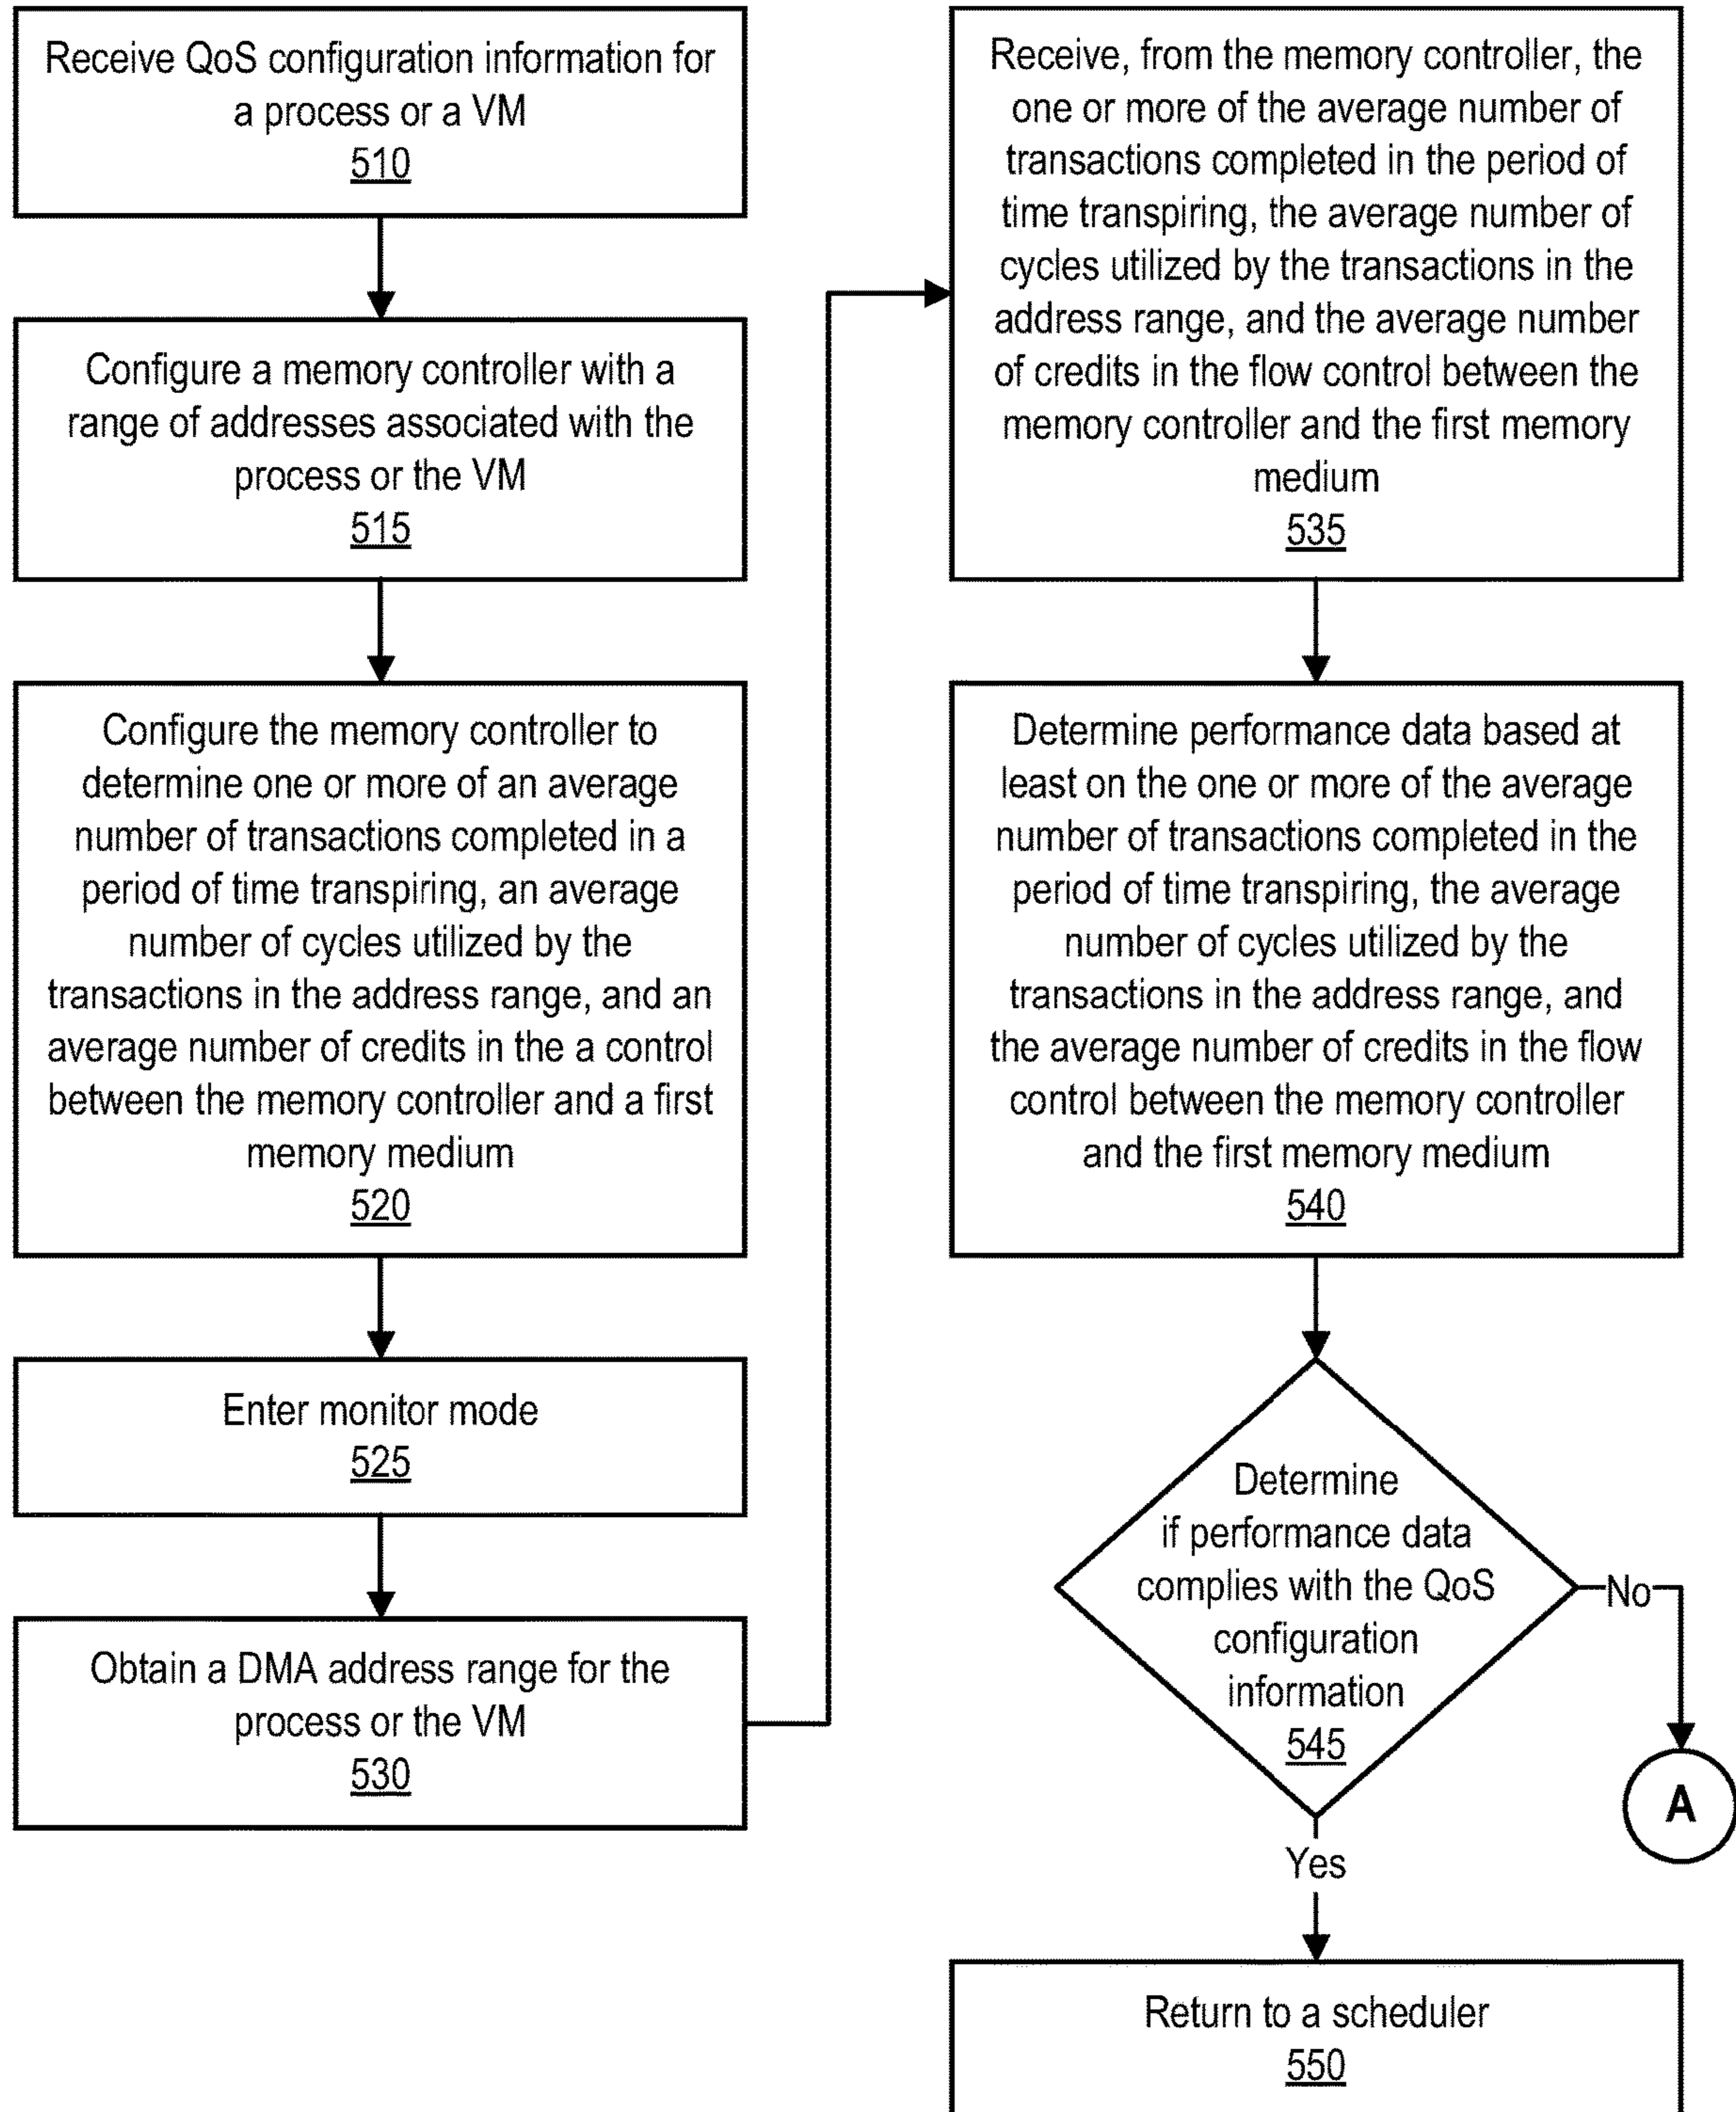 Receive QoS configuration information for
a process or a VM
510
Configure a memory controller with a
range of addresses associated with the
process or the VM
515
Configure the memory controller to
determine one or more of an average
number of transactions completed in a
period of time transpiring, an average
number of cycles utilized by the
transactions in the address range, and an
average number of credits in the a control
between the memory controller and a first
memory medium
520
Enter monitor mode
525
Obtain a DMA address range for the
process or the VM
530
Receive, from the memory controller, the
one or more of the average number of
transactions completed in the period of
time transpiring, the average number of
cycles utilized by the transactions in the
address range, and the average number
of credits in the flow control between the
memory controller and the first memory
medium
535
Determine performance data based at
least on the one or more of the average
number of transactions completed in the
period of time transpiring, the average
number of cycles utilized by the
transactions in the address range, and
the average number of credits in the flow
control between the memory controller
and the first memory medium
540
Determine
if performance data
complies with the QoS
configuration
information
545
No
A
Yes
Return to a scheduler
550